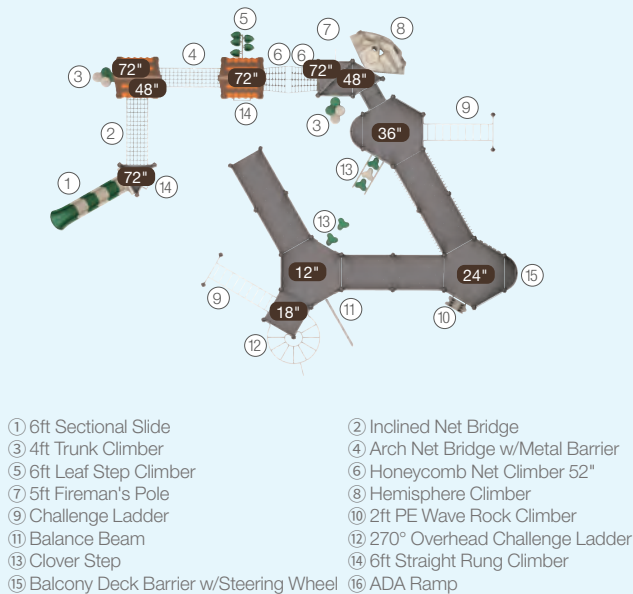 ⑤
⑦
⑧
④
⑥ ⑥
③ 72" 72" 72"
48" 48"
⑭
③
36"
⑨
②
⑬
① 72" ⑭
⑬
12" 24" ⑮
⑨
18" ⑪ ⑩
⑫
① 6ft Sectional Slide ② Inclined Net Bridge
③ 4ft Trunk Climber ④ Arch Net Bridge w/Metal Barrier
⑤ 6ft Leaf Step Climber ⑥ Honeycomb Net Climber 52"
⑦ 5ft Fireman's Pole ⑧ Hemisphere Climber
⑨ Challenge Ladder ⑩ 2ft PE Wave Rock Climber
⑪ Balance Beam ⑫ 270° Overhead Challenge Ladder
⑬ Clover Step ⑭ 6ft Straight Rung Climber
⑮ Balcony Deck Barrier w/Steering Wheel ⑯ ADA Ramp